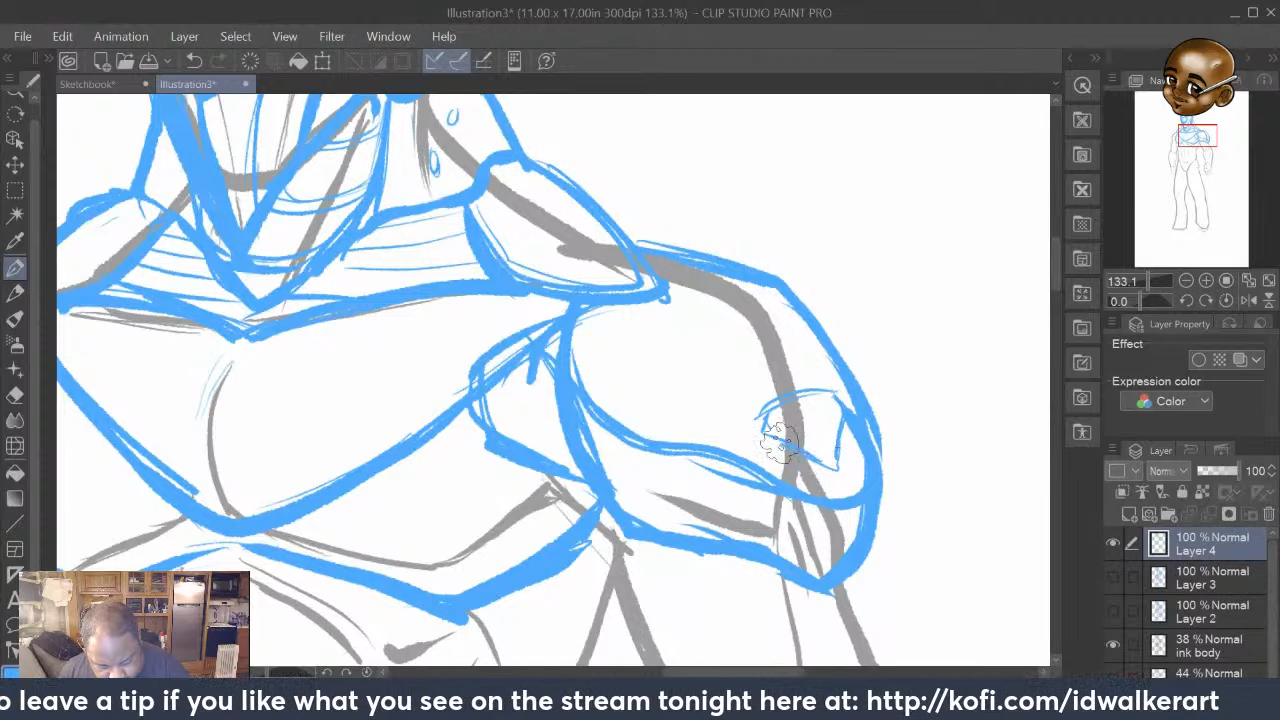 Illustration3* (11.00 x 17.00in 300dpi 133.1%) - CLIP STUDIO PAINT PRO
File Edit Animation Layer Select View Filter Window Help
Sketchbook* Illustration3*
133.1
0.0
Layer Property
Effect
Expression color
Color
Layer
Norma 100
100 % Normal
Layer 4
100 % Normal
Layer 3
100 % Normal
Layer 2
38 % Normal
ink body
44 % Normal
o leave a tip if you like what you see on the stream tonight here at: http://kofi.com/idwalkerart